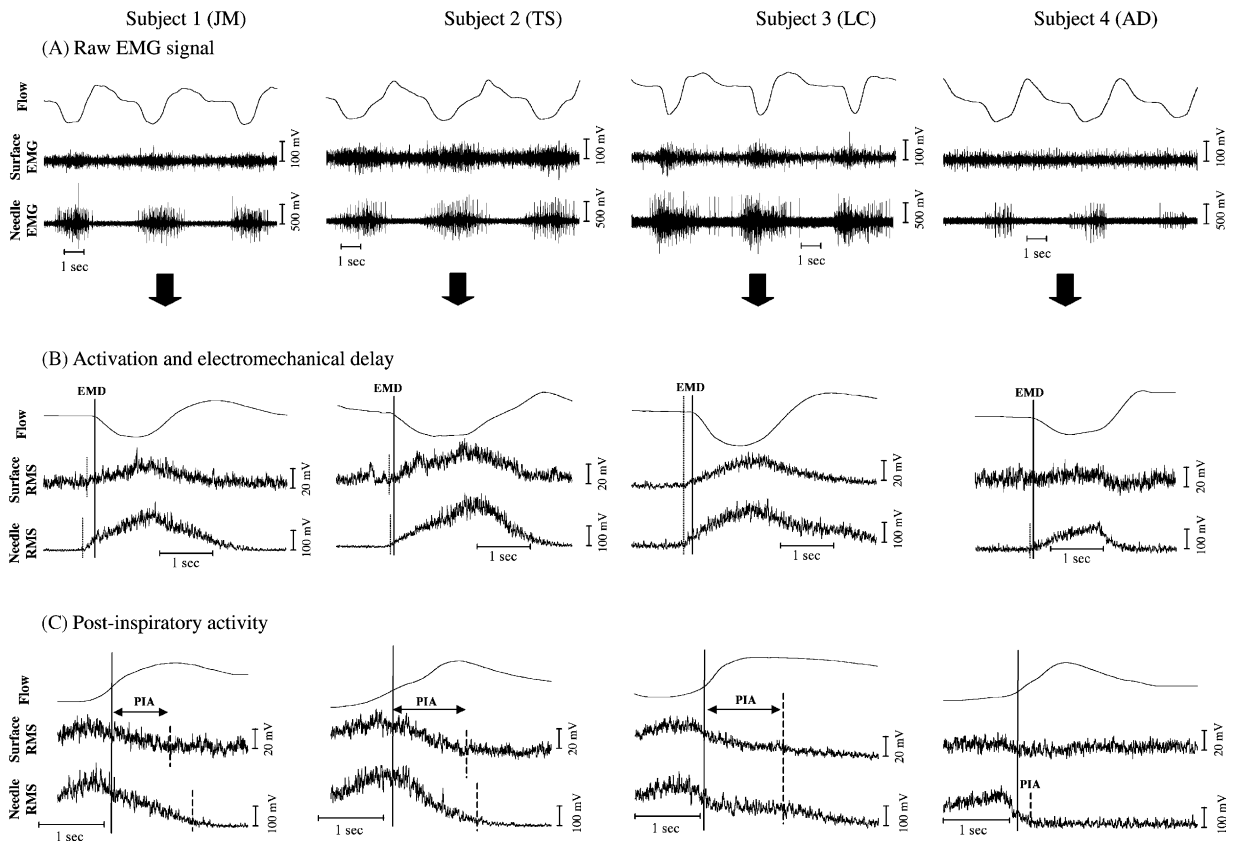 Subject 1 (JM)
Subject 2 (TS)
Subject 3 (LC)
Subject 4 (AD)
(A) Raw EMG signal
Flow
Surface
EMG
Needle
EMG
100 mV
500 mV
1 sec
100 mV
500 mV
1 sec
100 mV
500 mV
1 sec
100 mV
500 mV
1 sec
(B) Activation and electromechanical delay
Flow
Surface
RMS
Needle
RMS
EMD
20 mV
100 mV
1 sec
EMD
20 mV
100 mV
1 sec
EMD
20 mV
100 mV
1 sec
EMD
20 mV
100 mV
1 sec
(C) Post-inspiratory activity
Flow
Surface
RMS
Needle
RMS
PIA
20 mV
100 mV
1 sec
PIA
20 mV
100 mV
1 sec
PIA
20 mV
100 mV
1 sec
20 mV
PIA
100 mV
1 sec